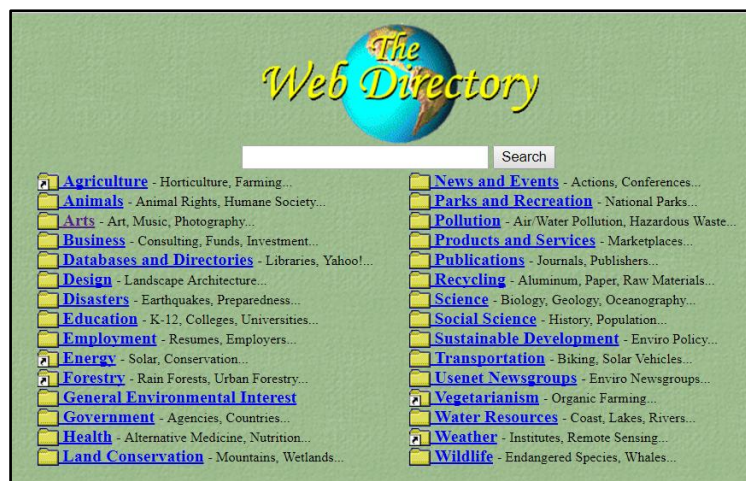 The
Web Directory
Search
Agriculture - Horticulture, Farming...
Animals - Animal Rights, Humane Society...
Arts - Art, Music, Photography...
Business - Consulting, Funds, Investment...
Databases and Directories - Libraries, Yahoo!...
Design - Landscape Architecture...
Disasters - Earthquakes, Preparedness...
Education - K-12, Colleges, Universities...
Employment - Resumes, Employers...
Energy - Solar, Conservation...
Forestry - Rain Forests, Urban Forestry...
General Environmental Interest
Government - Agencies, Countries...
Health - Alternative Medicine, Nutrition...
Land Conservation - Mountains, Wetlands...
News and Events - Actions, Conferences...
Parks and Recreation - National Parks...
Pollution - Air/Water Pollution, Hazardous Waste...
Products and Services - Marketplaces...
Publications - Journals, Publishers...
Recycling - Aluminum, Paper, Raw Materials...
Science - Biology, Geology, Oceanography...
Social Science - History, Population...
Sustainable Development - Enviro Policy...
Transportation - Biking, Solar Vehicles...
Usenet Newsgroups - Enviro Newsgroups...
Vegetarianism - Organic Farming...
Water Resources - Coast, Lakes, Rivers...
Weather - Institutes, Remote Sensing...
Wildlife - Endangered Species, Whales...